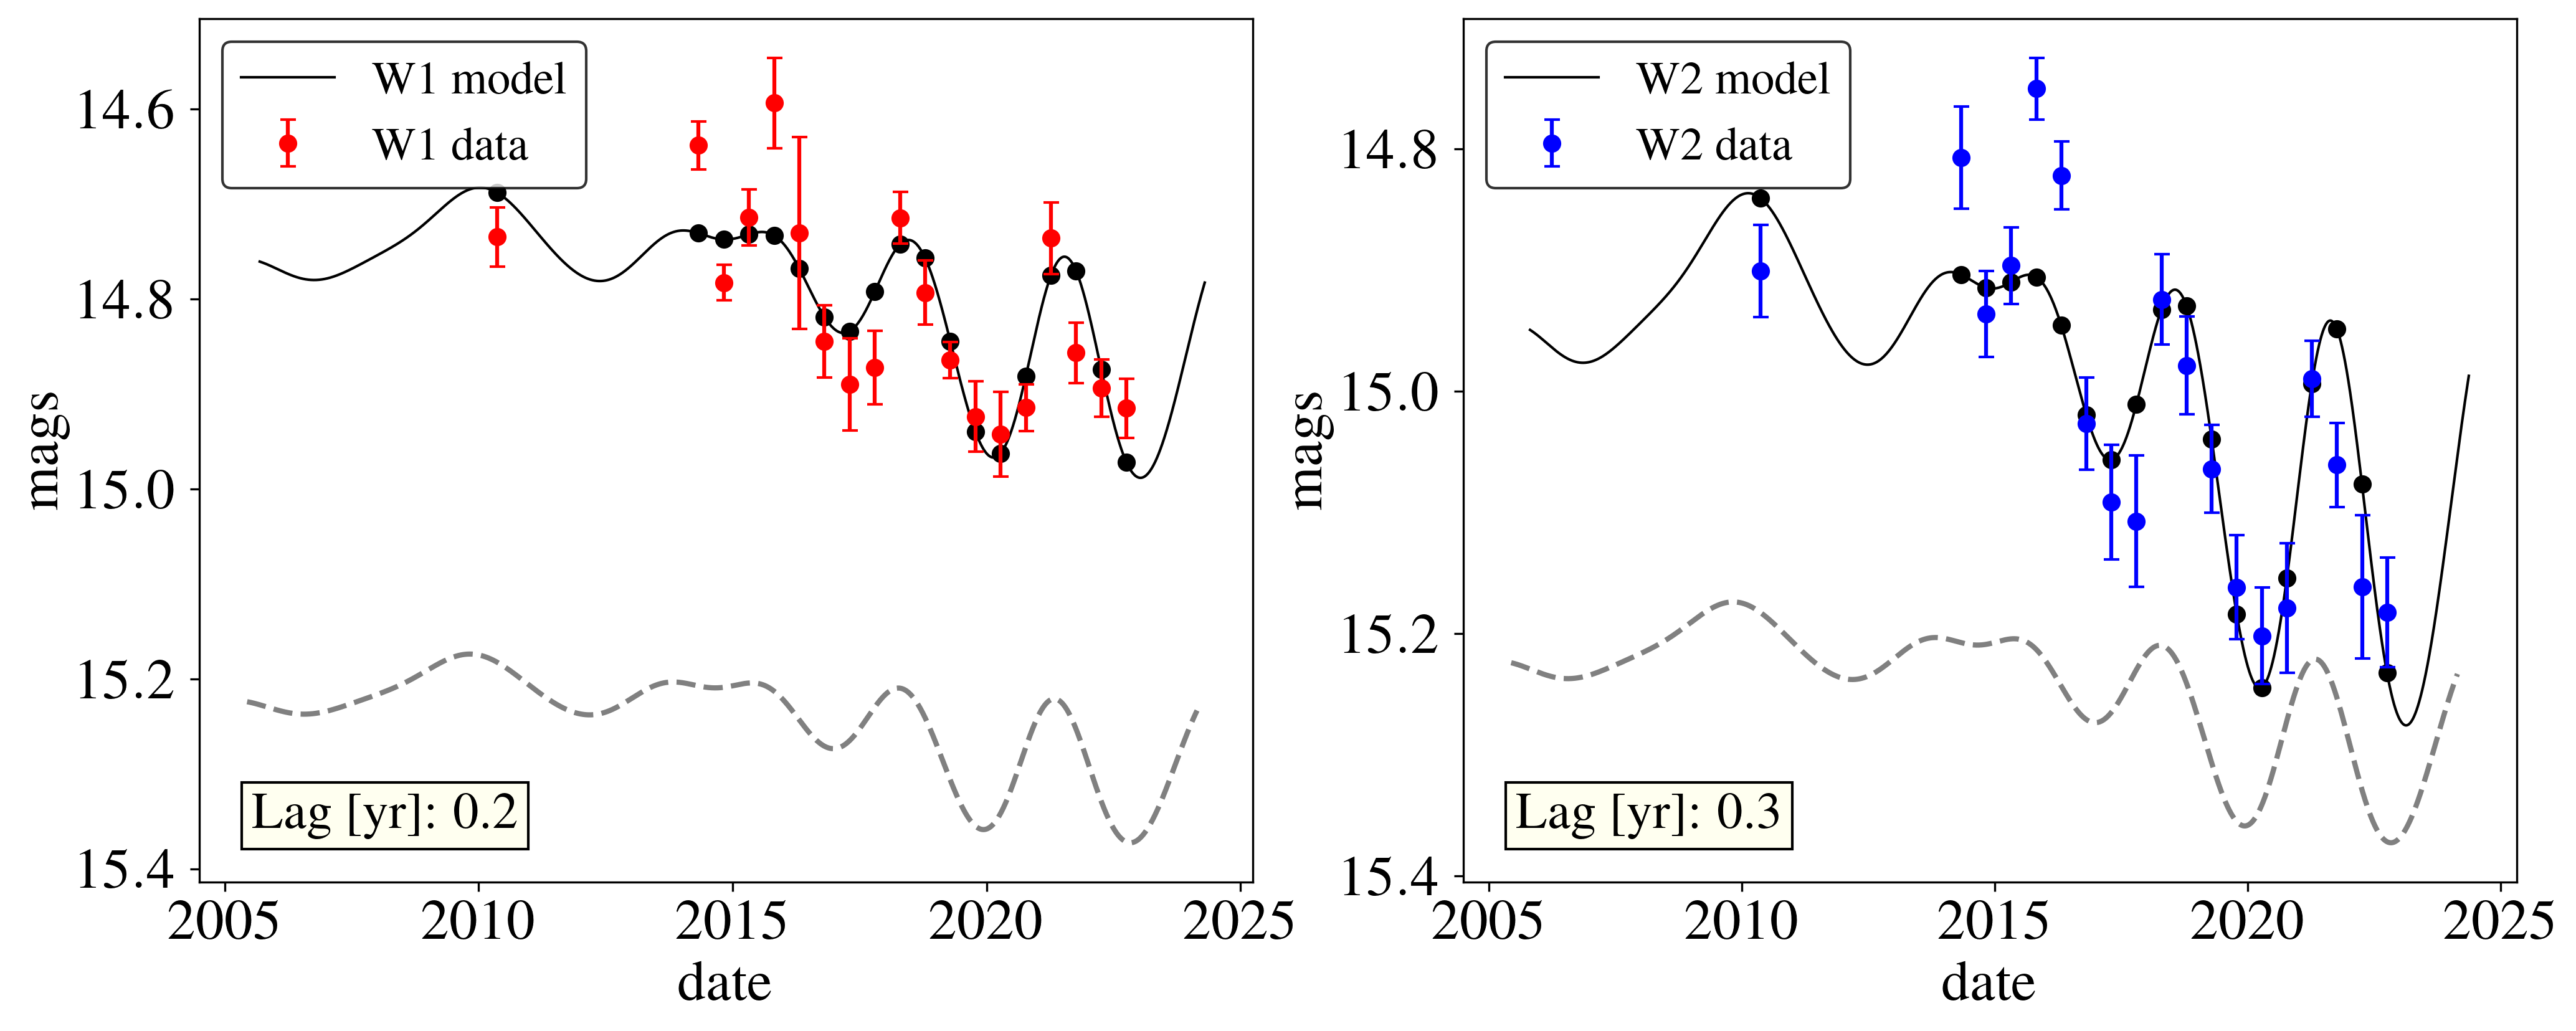 W1 model
W1 data
14.6
14.8
15.0
15.2
15.4
mags
Lag [yr]: 0.2
2005
2010
2015
2020
2025
date
W2 model
W2 data
14.8
15.0
15.2
15.4
mags
Lag [yr]: 0.3
2005
2010
2015
2020
2025
date